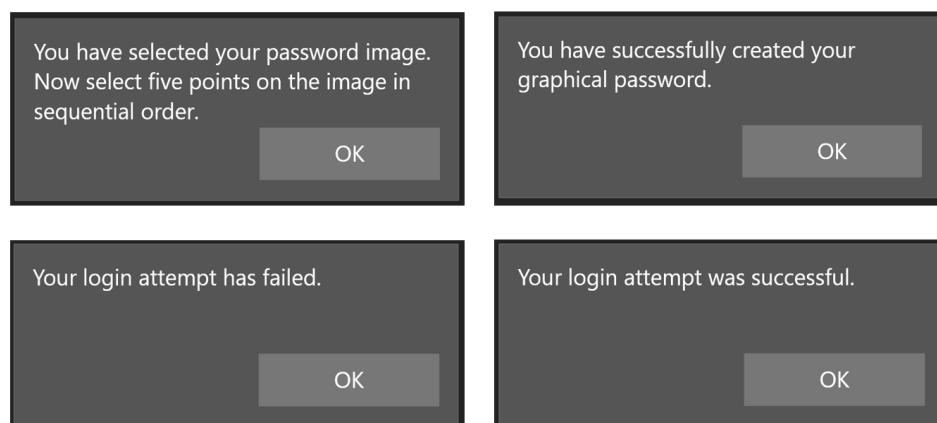 You have selected your password image.
Now select five points on the image in
sequential order.
OK
You have successfully created your
graphical password.
OK
Your login attempt has failed.
OK
Your login attempt was successful.
OK